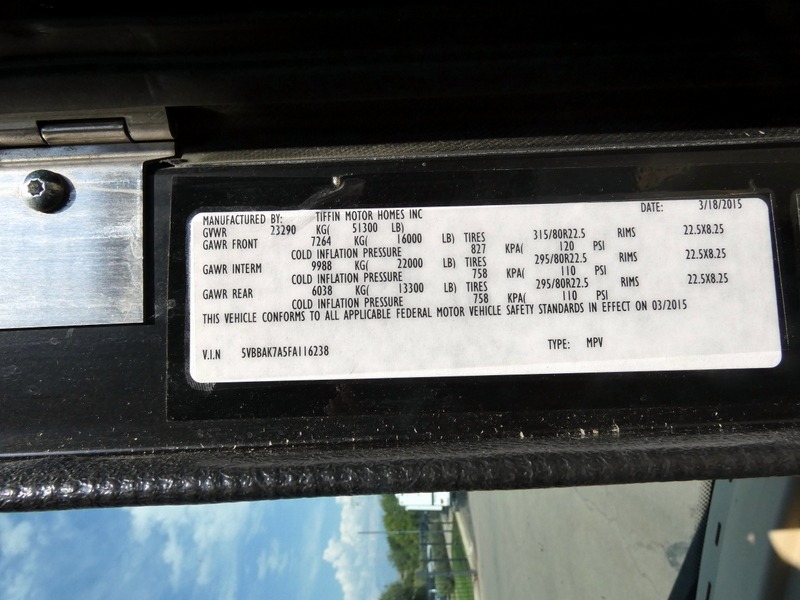 MANUFACTURED BY: TIFFIN MOTOR HOMES INC DATE: 3/18/2015
GVWR 23290 KG( 51300 LB)
GAWR FRONT 7264 KG( 16000 LB) TIRES 315/80R22.5 RIMS 22.5X8.25
COLD INFLATION PRESSURE 827 KPA( 120 PSI
GAWR INTERM 9988 KG( 22000 LB) TIRES 295/80R22.5 RIMS 22.5X8.25
COLD INFLATION PRESSURE 758 KPA( 110 PSI
GAWR REAR 6038 KG( 13300 LB) TIRES 295/80R22.5 RIMS 22.5X8.25
COLD INFLATION PRESSURE 758 KPA( 110 PSI
THIS VEHICLE CONFORMS TO ALL APPLICABLE FEDERAL MOTOR VEHICLE SAFETY STANDARDS IN EFFECT ON 03/2015
V.I.N 5VBBAK7A5FA116238 TYPE: MPV